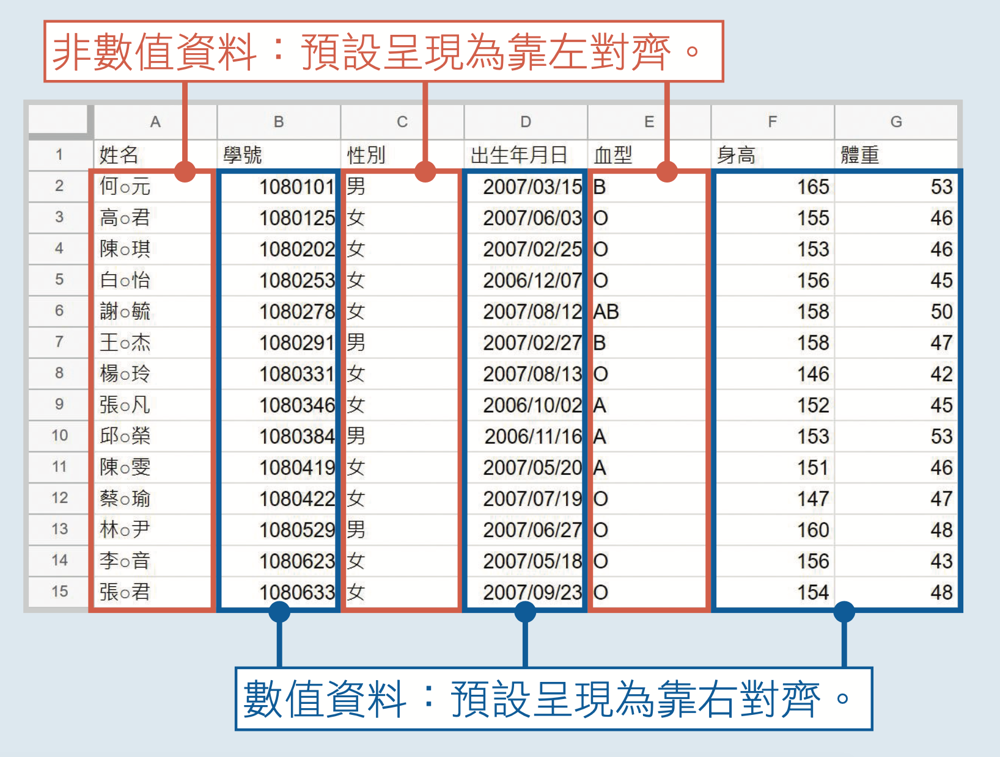 非數值資料：預設呈現為靠左對齊。
A B C D E F G
1 姓名 學號 性別 出生年月日 血型 身高 體重
2 何○元 1080101 男 2007/03/15 B 165 53
3 高○君 1080125 女 2007/06/03 O 155 46
4 陳○琪 1080202 女 2007/02/25 O 153 46
5 白○怡 1080253 女 2006/12/07 O 156 45
6 謝○毓 1080278 女 2007/08/12 AB 158 50
7 王○杰 1080291 男 2007/02/27 B 158 47
8 楊○玲 1080331 女 2007/08/13 O 146 42
9 張○凡 1080346 女 2006/10/02 A 152 45
10 邱○榮 1080384 男 2006/11/16 A 153 53
11 陳○雯 1080419 女 2007/05/20 A 151 46
12 蔡○瑜 1080422 女 2007/07/19 O 147 47
13 林○尹 1080529 男 2007/06/27 O 160 48
14 李○音 1080623 女 2007/05/18 O 156 43
15 張○君 1080633 女 2007/09/23 O 154 48
數值資料：預設呈現為靠右對齊。